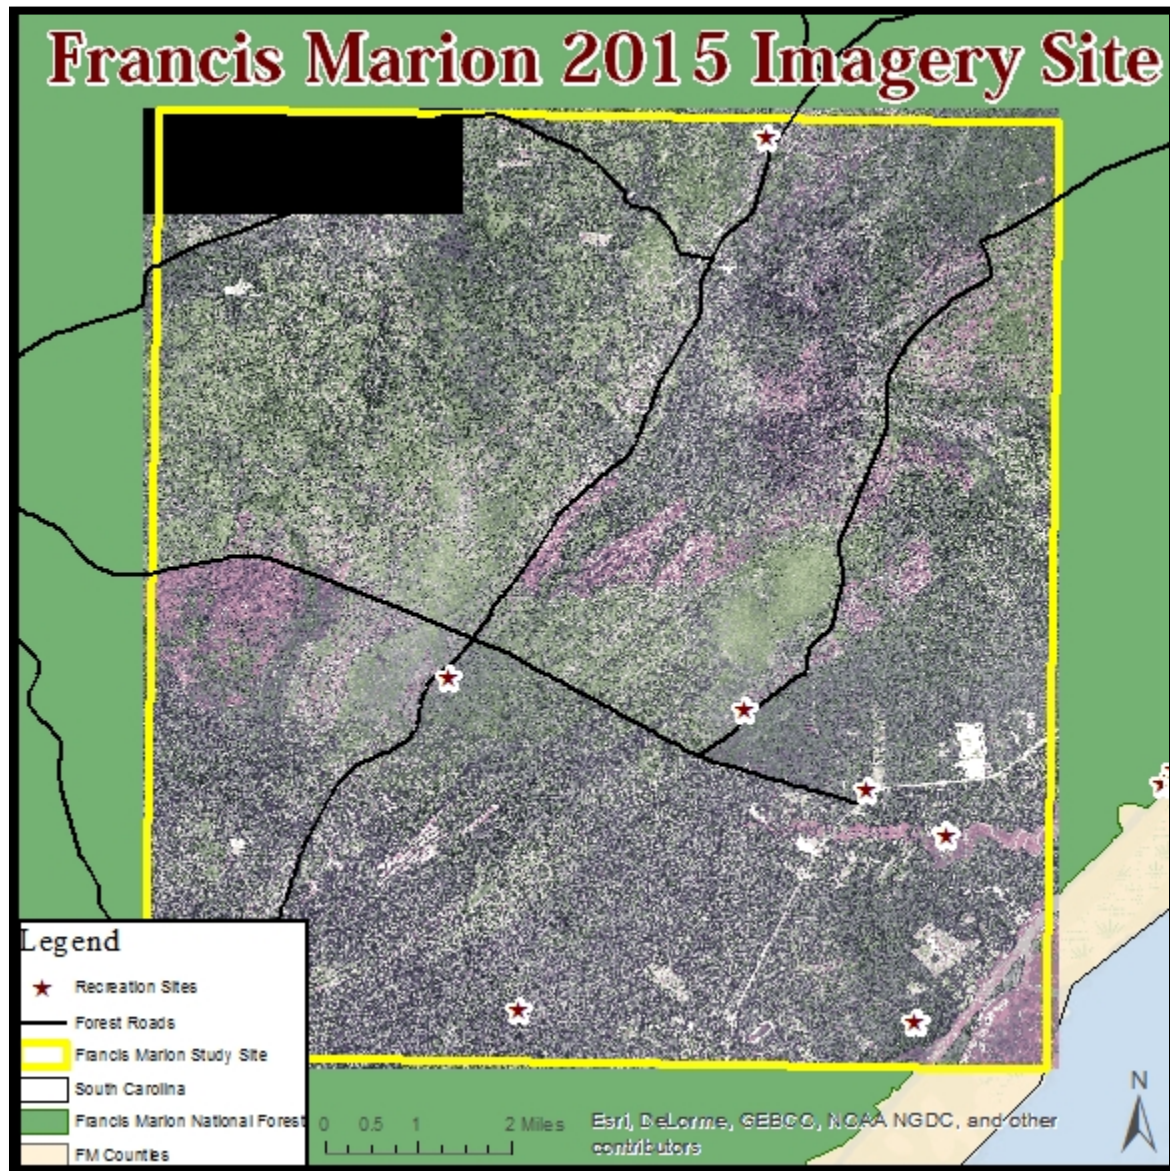 Francis Marion 2015 Imagery Site
Legend
Recreation Sites
Forest Roads
Francis Marion Study Site
South Carolina
Francis Marion National Forest
FM Counties
0 0.5 1 2 Miles
Esri, DeLorme, GEBCO, NOAA NGDC, and other
contributors
N